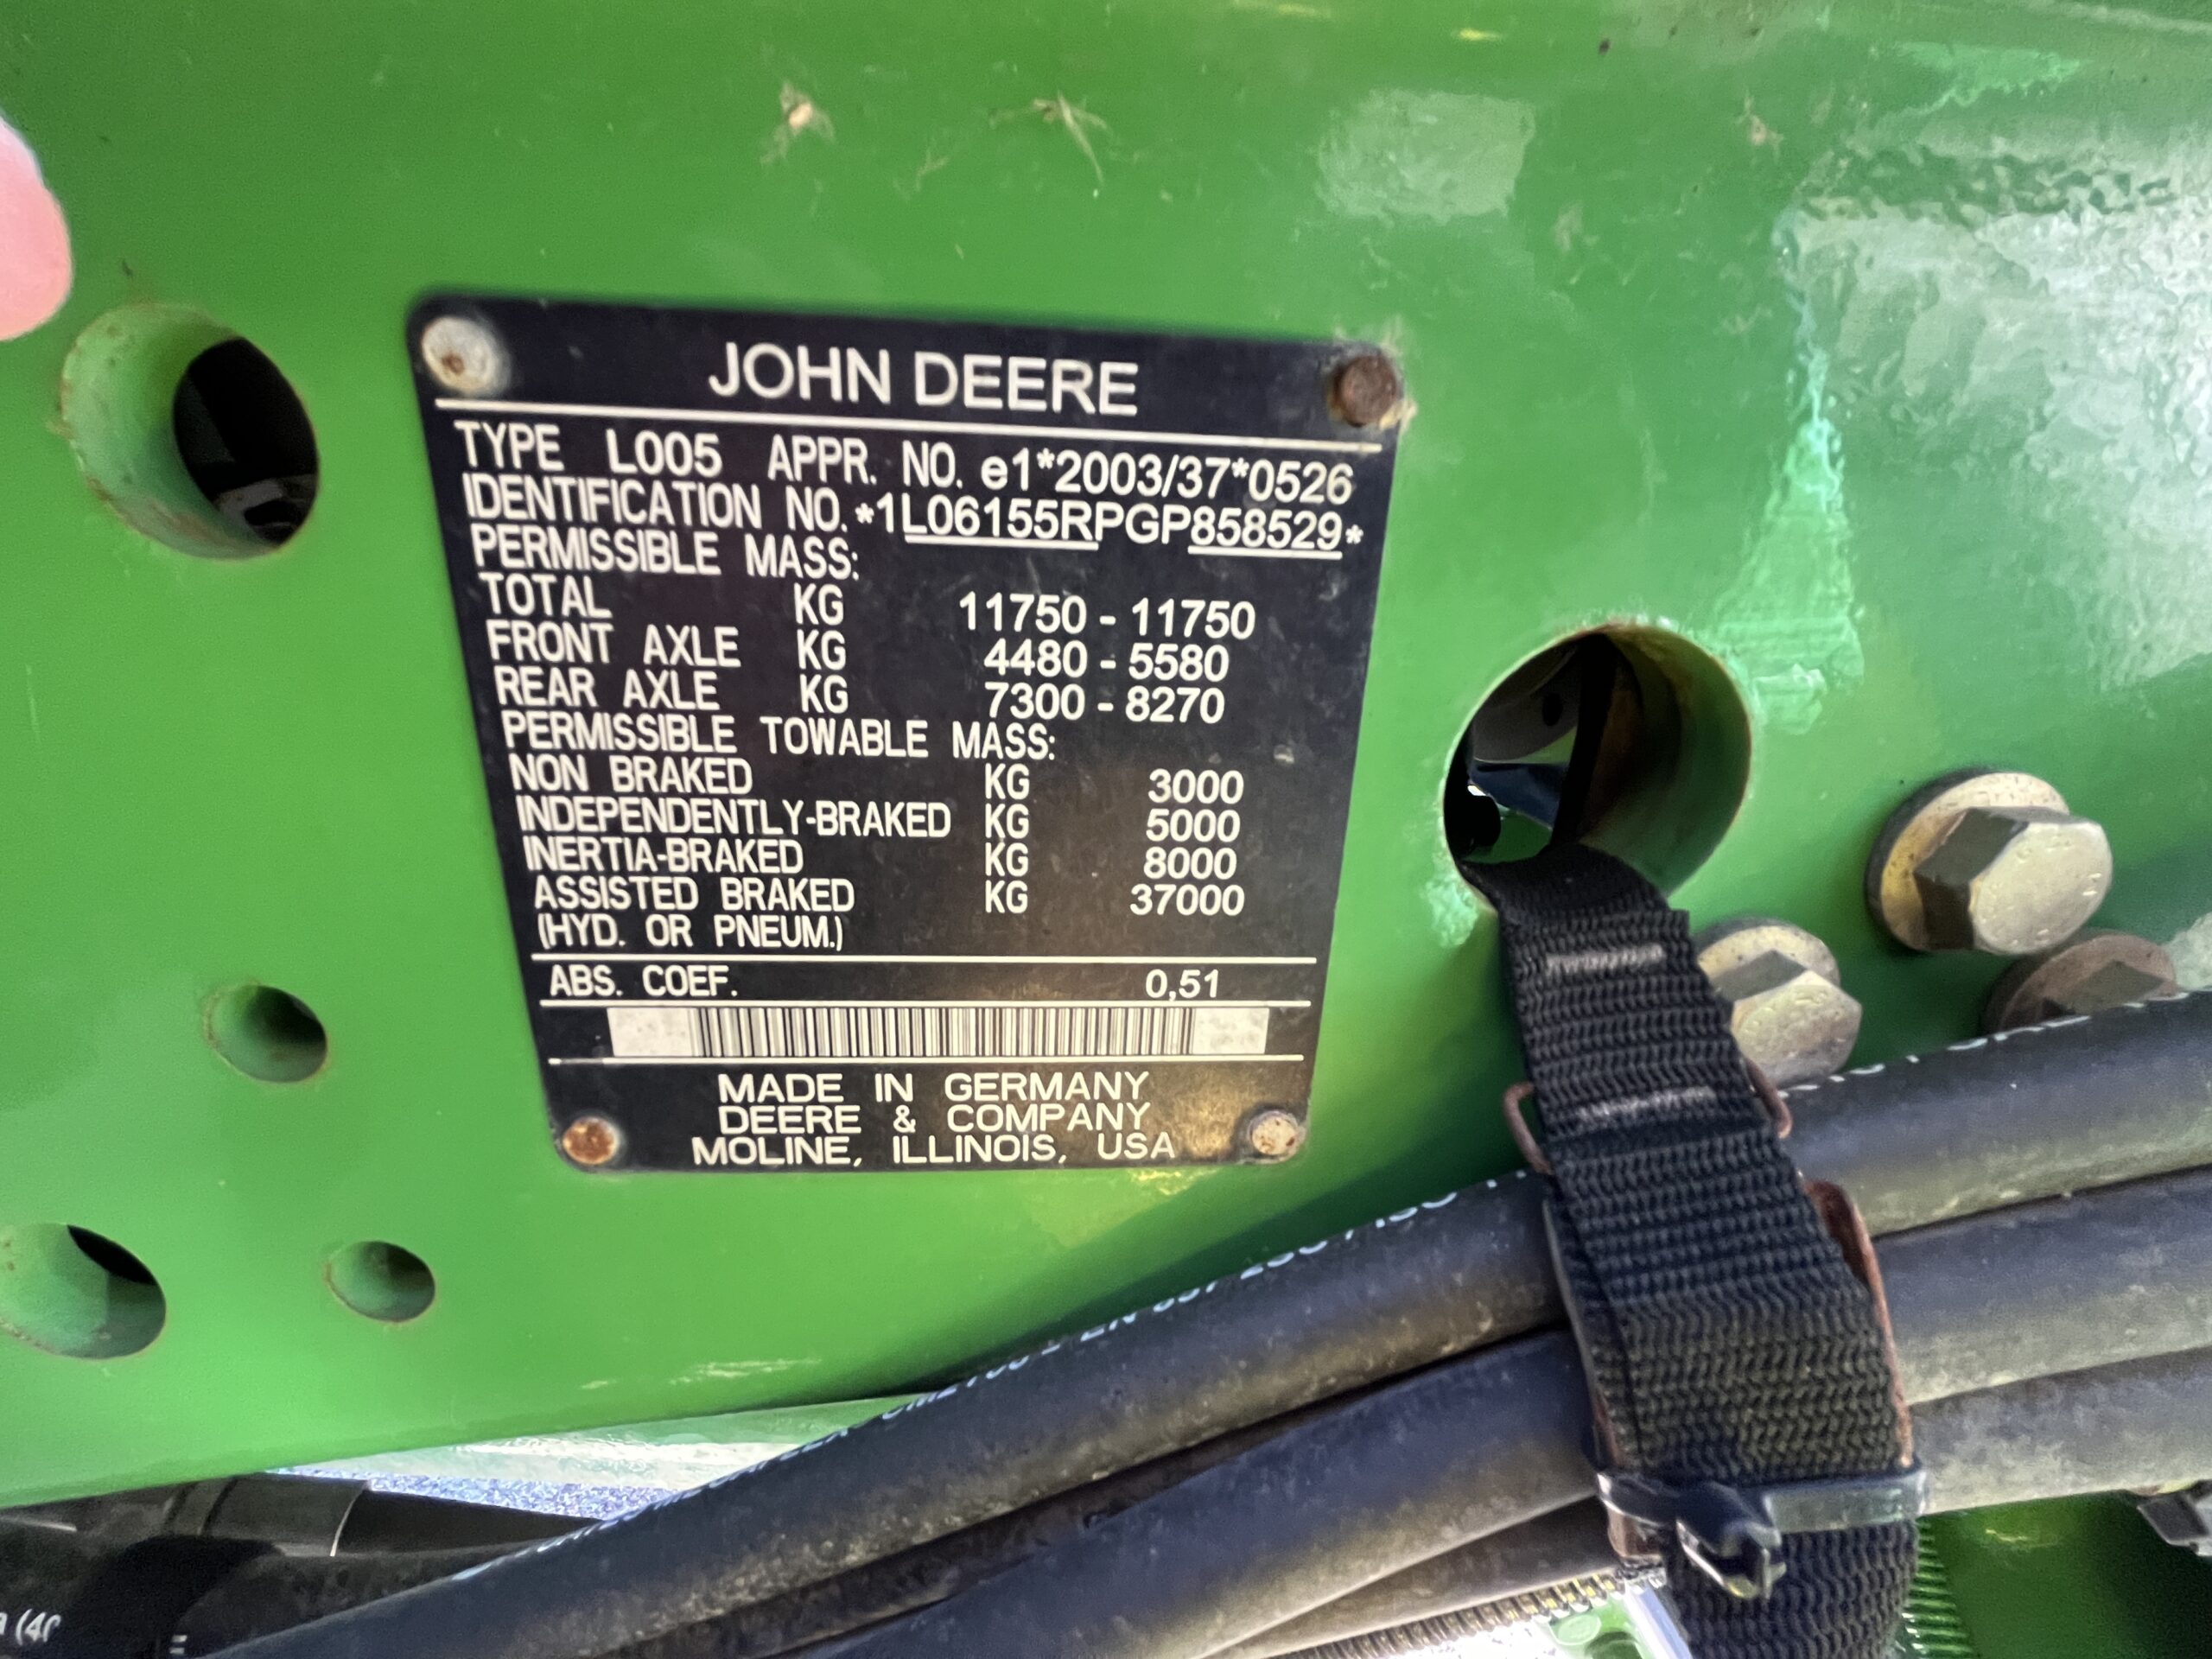 JOHN DEERE
TYPE L005 APPR. NO. e1*2003/37*0526
IDENTIFICATION NO. *1L06155RPGP858529*
PERMISSIBLE MASS:
TOTAL KG 11750 - 11750
FRONT AXLE KG 4480 - 5580
REAR AXLE KG 7300 - 8270
PERMISSIBLE TOWABLE MASS:
NON BRAKED KG 3000
INDEPENDENTLY-BRAKED KG 5000
INERTIA-BRAKED KG 8000
ASSISTED BRAKED KG 37000
(HYD. OR PNEUM.)
ABS. COEF. 0,51
MADE IN GERMANY
DEERE & COMPANY
MOLINE, ILLINOIS, USA